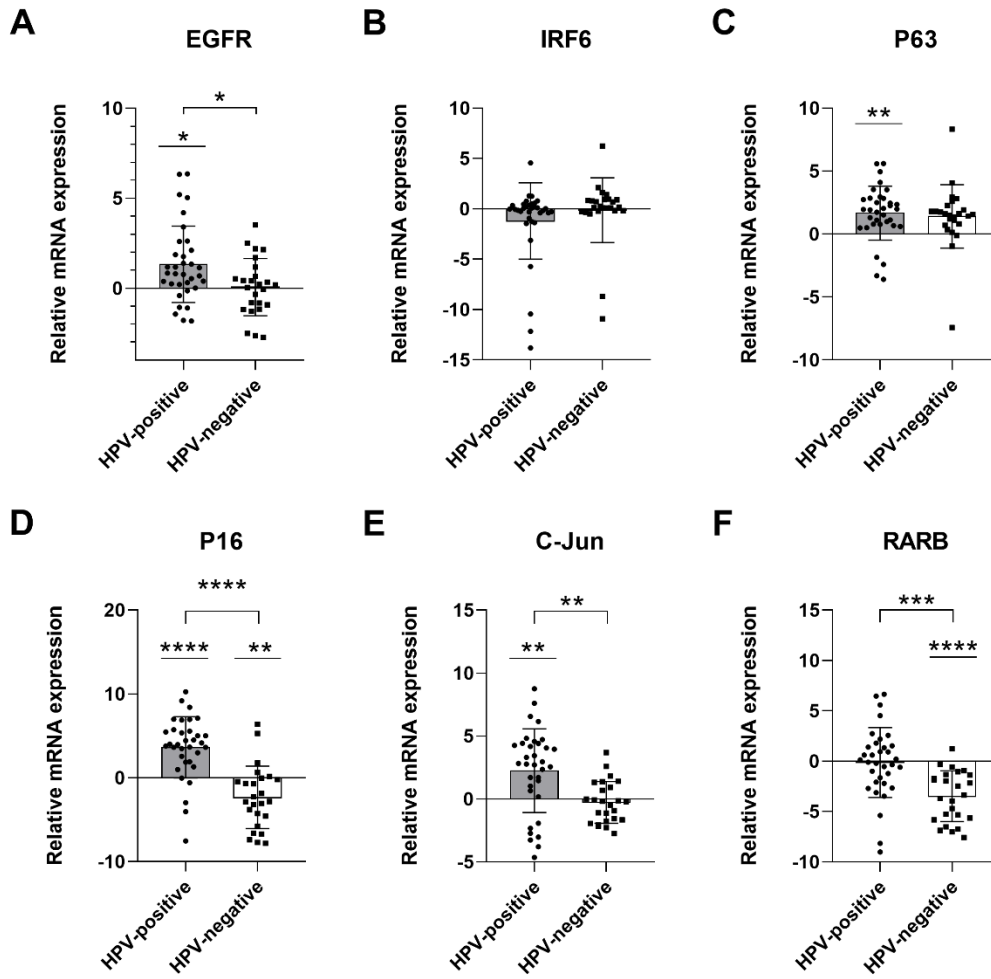 A
EGFR
Relative mRNA expression
10
5
0
*
*
HPV-positive
HPV-negative
B
IRF6
Relative mRNA expression
10
5
0
-5
-10
-15
HPV-positive
HPV-negative
C
P63
Relative mRNA expression
10
5
0
-5
-10
**
HPV-positive
HPV-negative
D
P16
Relative mRNA expression
20
10
0
-10
****
****
**
HPV-positive
HPV-negative
E
C-Jun
Relative mRNA expression
15
10
5
0
-5
**
**
HPV-positive
HPV-negative
F
RARB
Relative mRNA expression
15
10
5
0
-5
-10
***
****
HPV-positive
HPV-negative